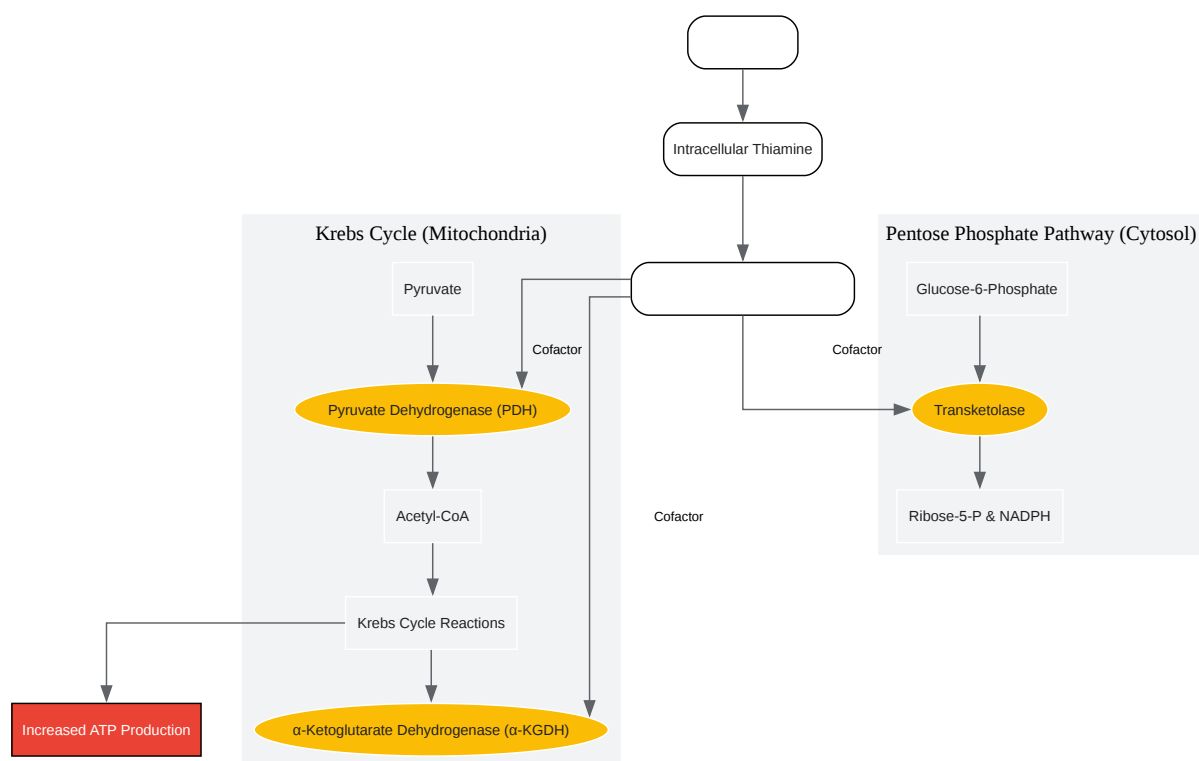 Intracellular Thiamine
Krebs Cycle (Mitochondria)
Pentose Phosphate Pathway (Cytosol)
Pyruvate
Glucose-6-Phosphate
Cofactor
Cofactor
Pyruvate Dehydrogenase (PDH)
Transketolase
Acetyl-CoA
Cofactor
Ribose-5-P & NADPH
Krebs Cycle Reactions
Increased ATP Production
α-Ketoglutarate Dehydrogenase (α-KGDH)